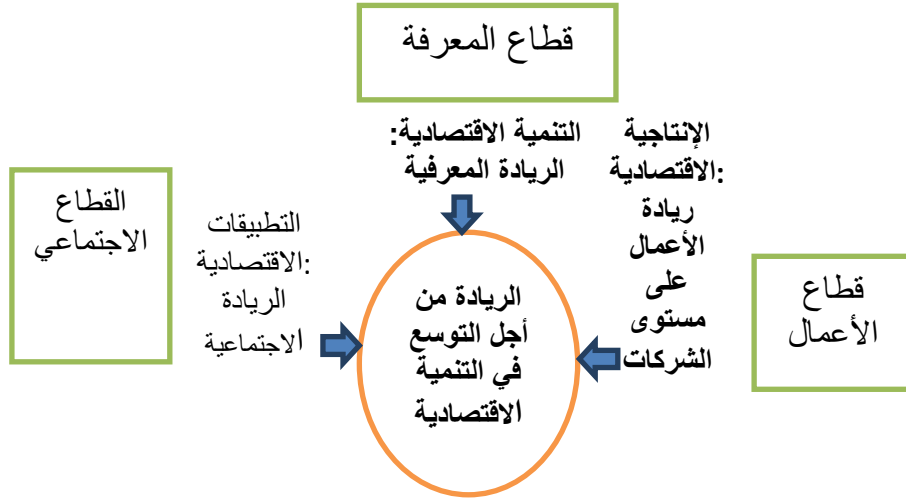 قطاع المعرفة
التنمية الاقتصادية:
الريادة المعرفية
الإنتاجية
الاقتصادية:
ريادة
الأعمال
على
مستوى
الشركات
قطاع
الأعمال
القطاع
الاجتماعي
التطبيقات
الاقتصادية:
الريادة
الاجتماعية
الريادة من
أجل التوسع
في التنمية
الاقتصادية